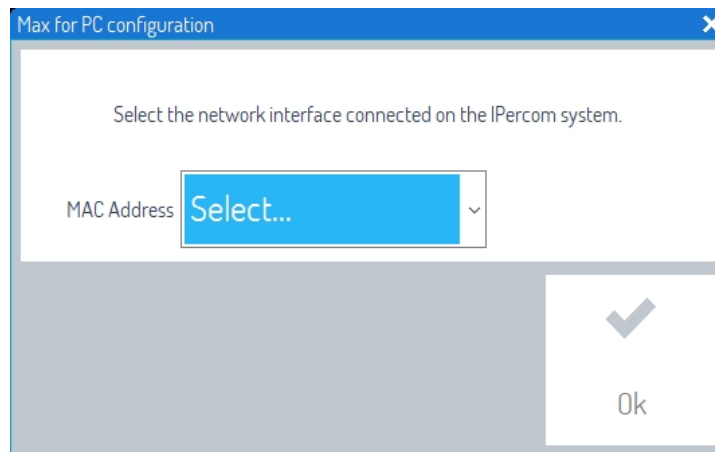 Max for PC configuration
Select the network interface connected on the IPercom system.
MAC Address Select...
Ok